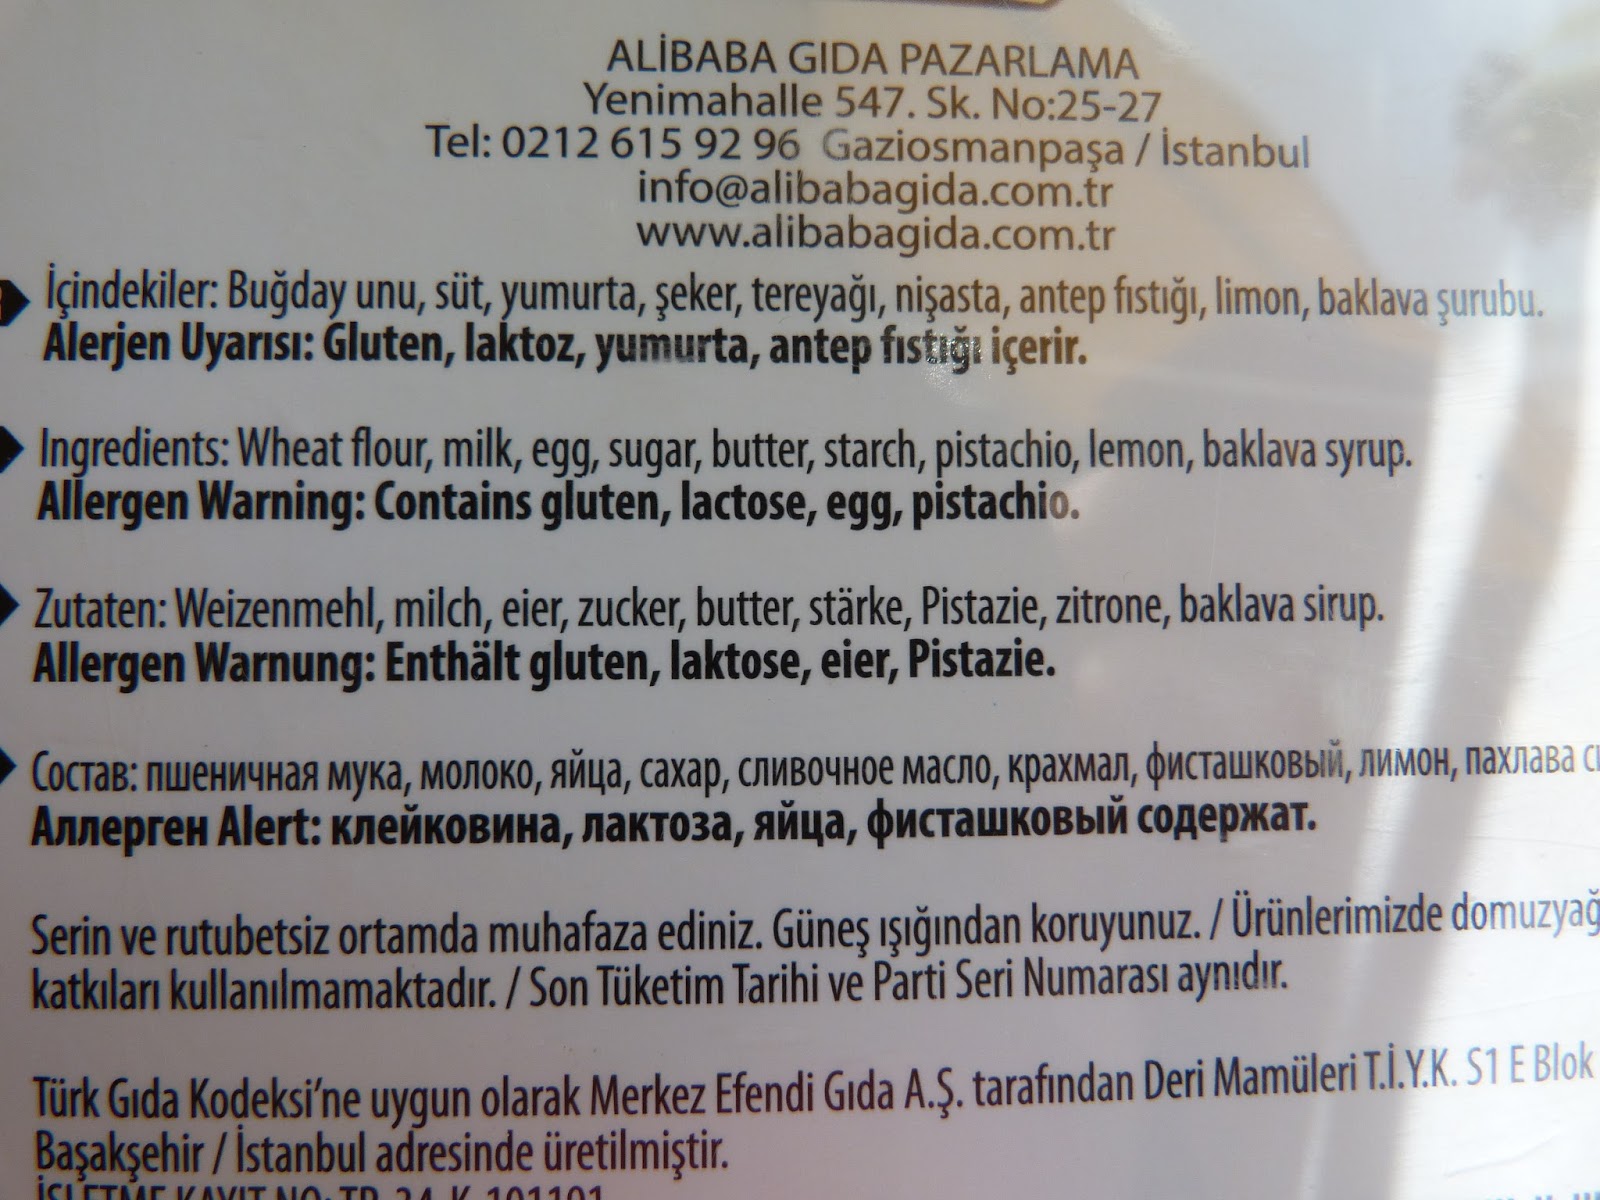 ALİBABA GIDA PAZARLAMA
Yenimahalle 547. Sk. No:25-27
Tel: 0212 615 92 96 Gaziosmanpaşa / İstanbul
info@alibabagida.com.tr
www.alibabagida.com.tr
İçindekiler: Buğday unu, süt, yumurta, şeker, tereyağı, nişasta, antep fıstığı, limon, baklava şurubu.
Alerjen Uyarısı: Gluten, laktoz, yumurta, antep fıstığı içerir.
Ingredients: Wheat flour, milk, egg, sugar, butter, starch, pistachio, lemon, baklava syrup.
Allergen Warning: Contains gluten, lactose, egg, pistachio.
Zutaten: Weizenmehl, milch, eier, zucker, butter, stärke, Pistazie, zitrone, baklava sirup.
Allergen Warnung: Enthält gluten, laktose, eier, Pistazie.
Состав: пшеничная мука, молоко, яйца, сахар, сливочное масло, крахмал, фисташковый, лимон, пахлава
Аллерген Alert: клейковина, лактоза, яйца, фисташковый содержат.
Serin ve rutubetsiz ortamda muhafaza ediniz. Güneş ışığından koruyunuz. / Ürünlerimizde
katkıları kullanılmamaktadır. / Son Tüketim Tarihi ve Parti Seri Numarası aynıdır.
Türk Gıda Kodeksi'ne uygun olarak Merkez Efendi Gıda A.Ş. tarafından Deri Mamüleri T.İ.Y.K. S1 E Blok
Başakşehir / İstanbul adresinde üretilmiştir.
İŞLETME KAYIT NO: TR-34-K-101101